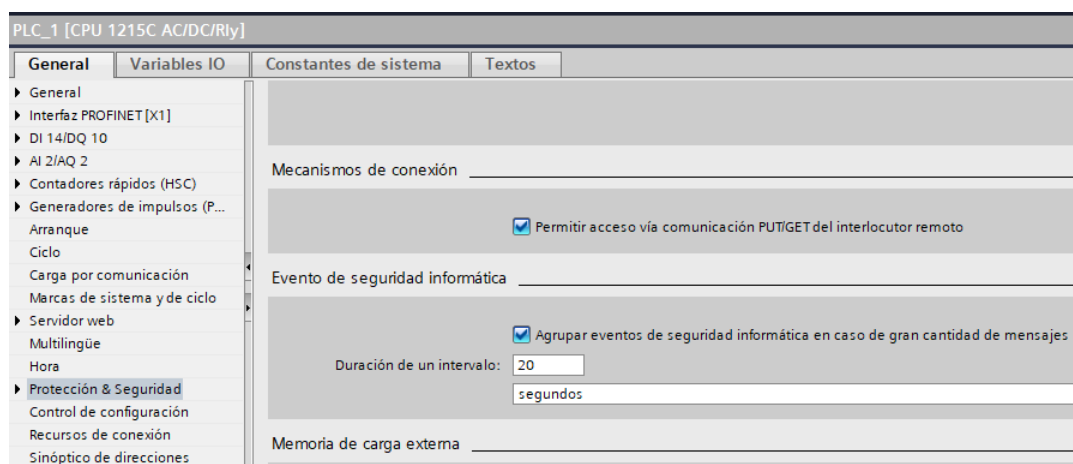 PLC_1 [CPU 1215C AC/DC/Rly]
General Variables IO Constantes de sistema Textos
General
Interfaz PROFINET [X1]
DI 14/DQ 10
AI 2/AQ 2
Contadores rápidos (HSC)
Generadores de impulsos (P...
Arranque
Ciclo
Carga por comunicación
Marcas de sistema y de ciclo
Servidor web
Multilingüe
Hora
Protección & Seguridad
Control de configuración
Recursos de conexión
Sinóptico de direcciones
Mecanismos de conexión
Permitir acceso vía comunicación PUT/GET del interlocutor remoto
Evento de seguridad informática
Agrupar eventos de seguridad informática en caso de gran cantidad de mensajes
Duración de un intervalo: 20
segundos
Memoria de carga externa